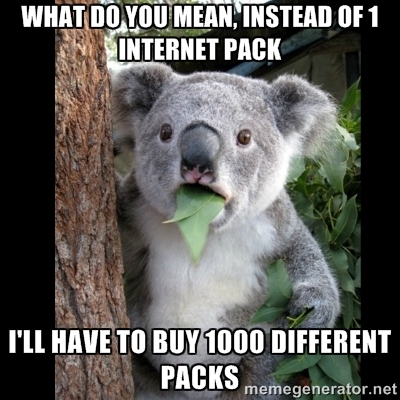 WHAT DO YOU MEAN, INSTEAD OF 1
INTERNET PACK
I'LL HAVE TO BUY 1000 DIFFERENT
PACKS
memegenerator.net